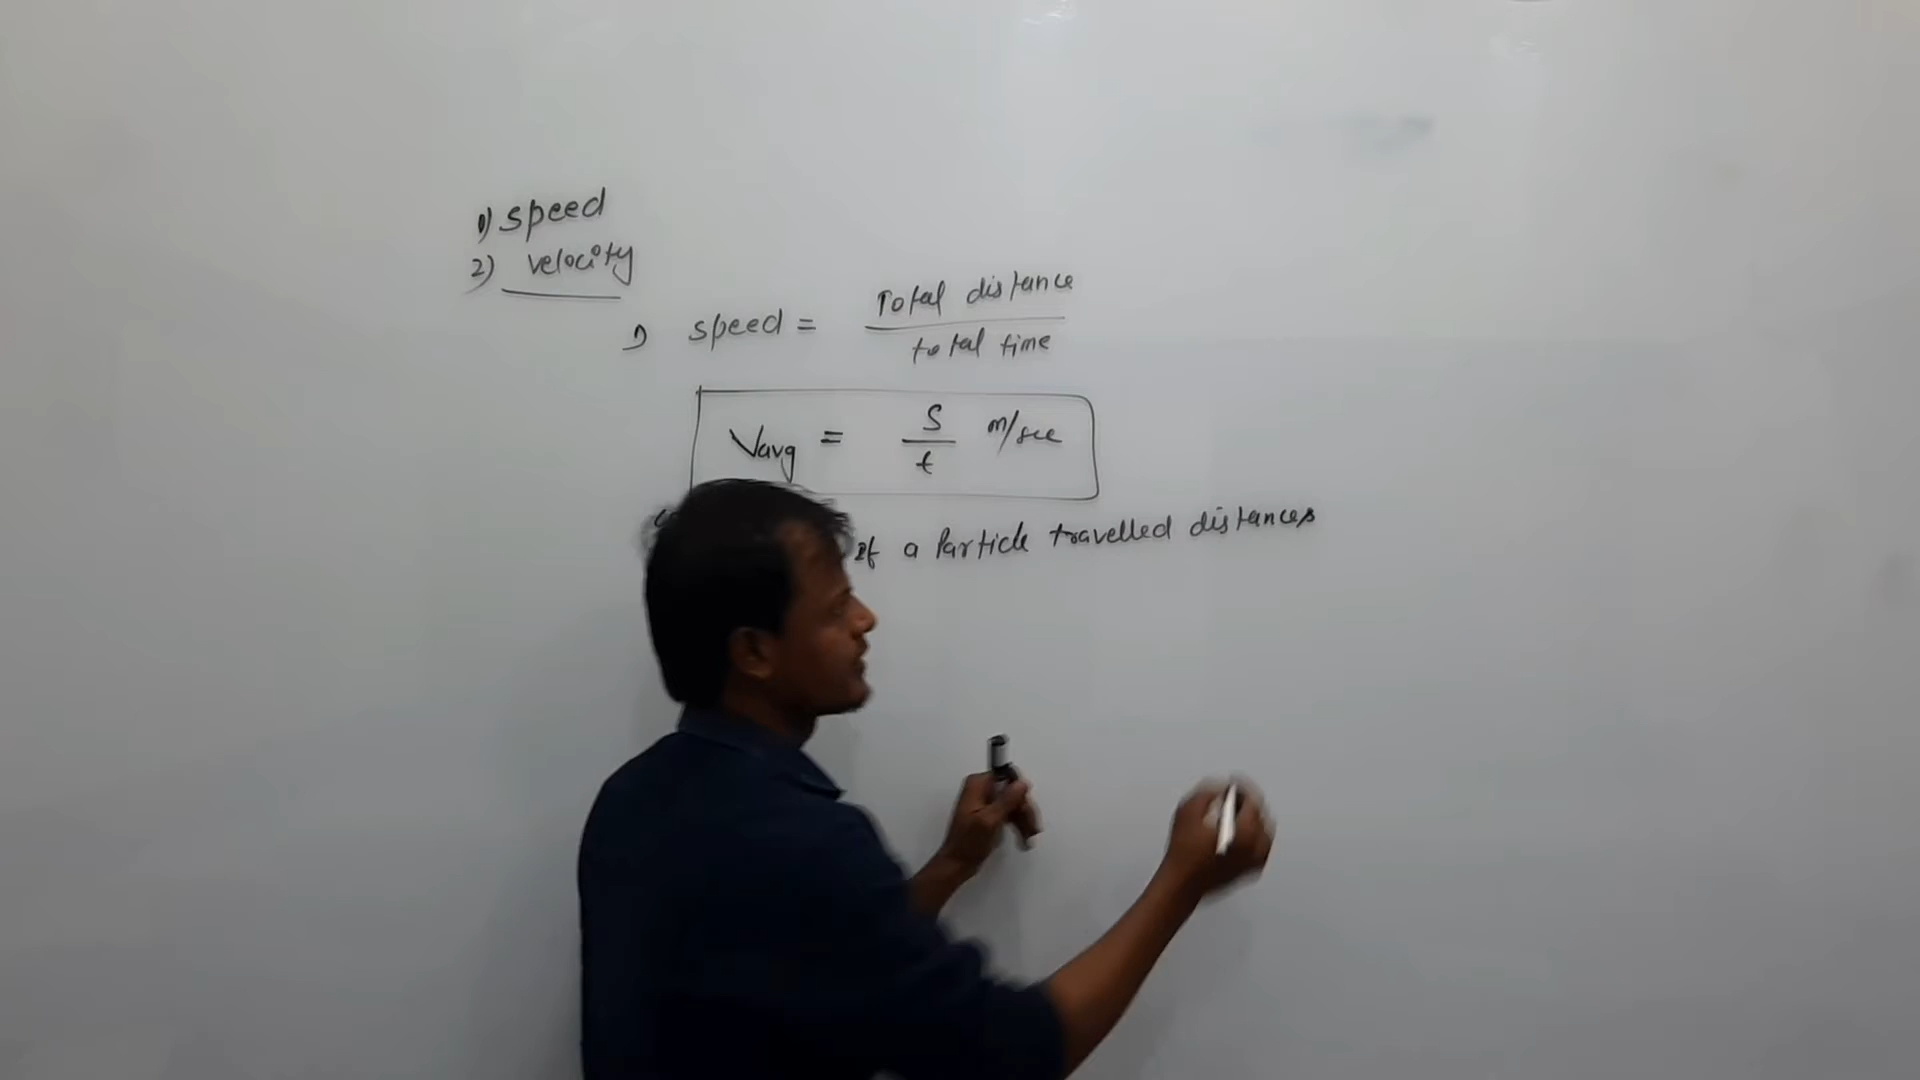 1) speed
2) velocity
1) speed = Total distance / total time
Vavg = S / t m/sec
If a Particle travelled distances